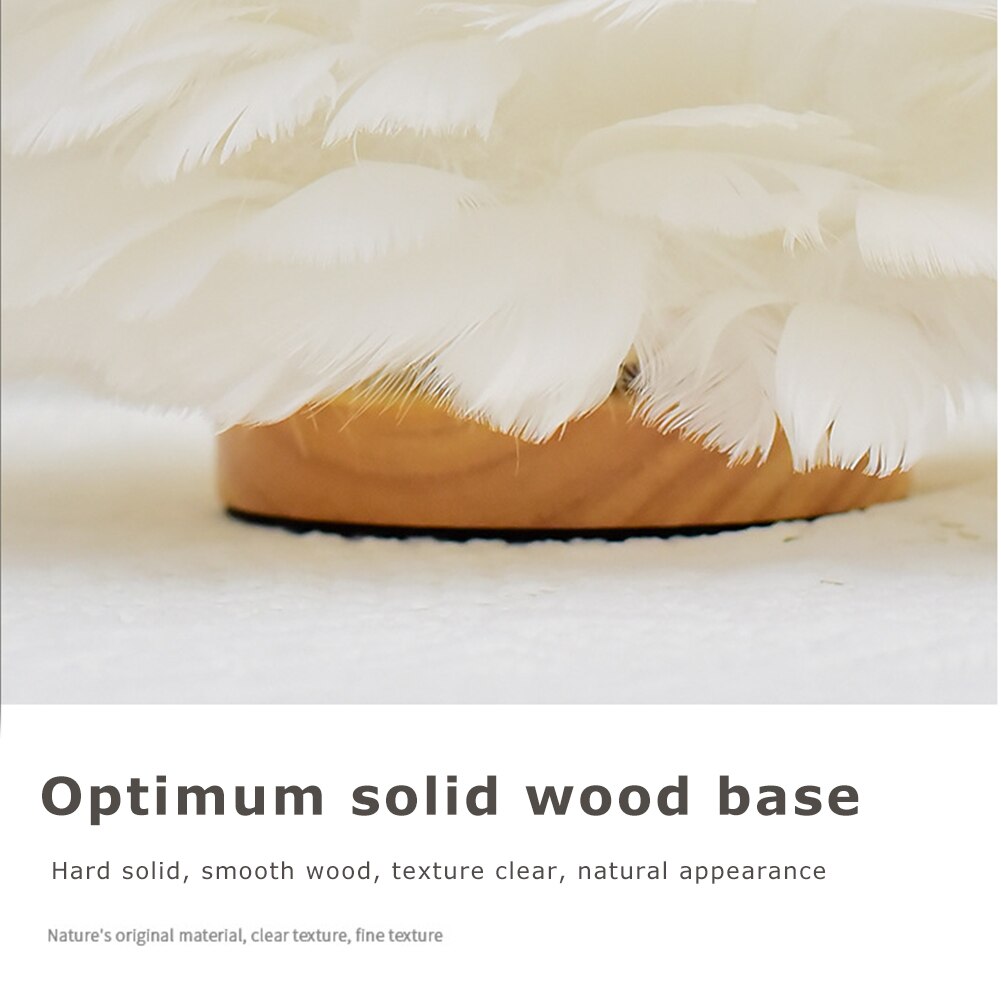 Optimum solid wood base
Hard solid, smooth wood, texture clear, natural appearance
Nature's original material, clear texture, fine texture